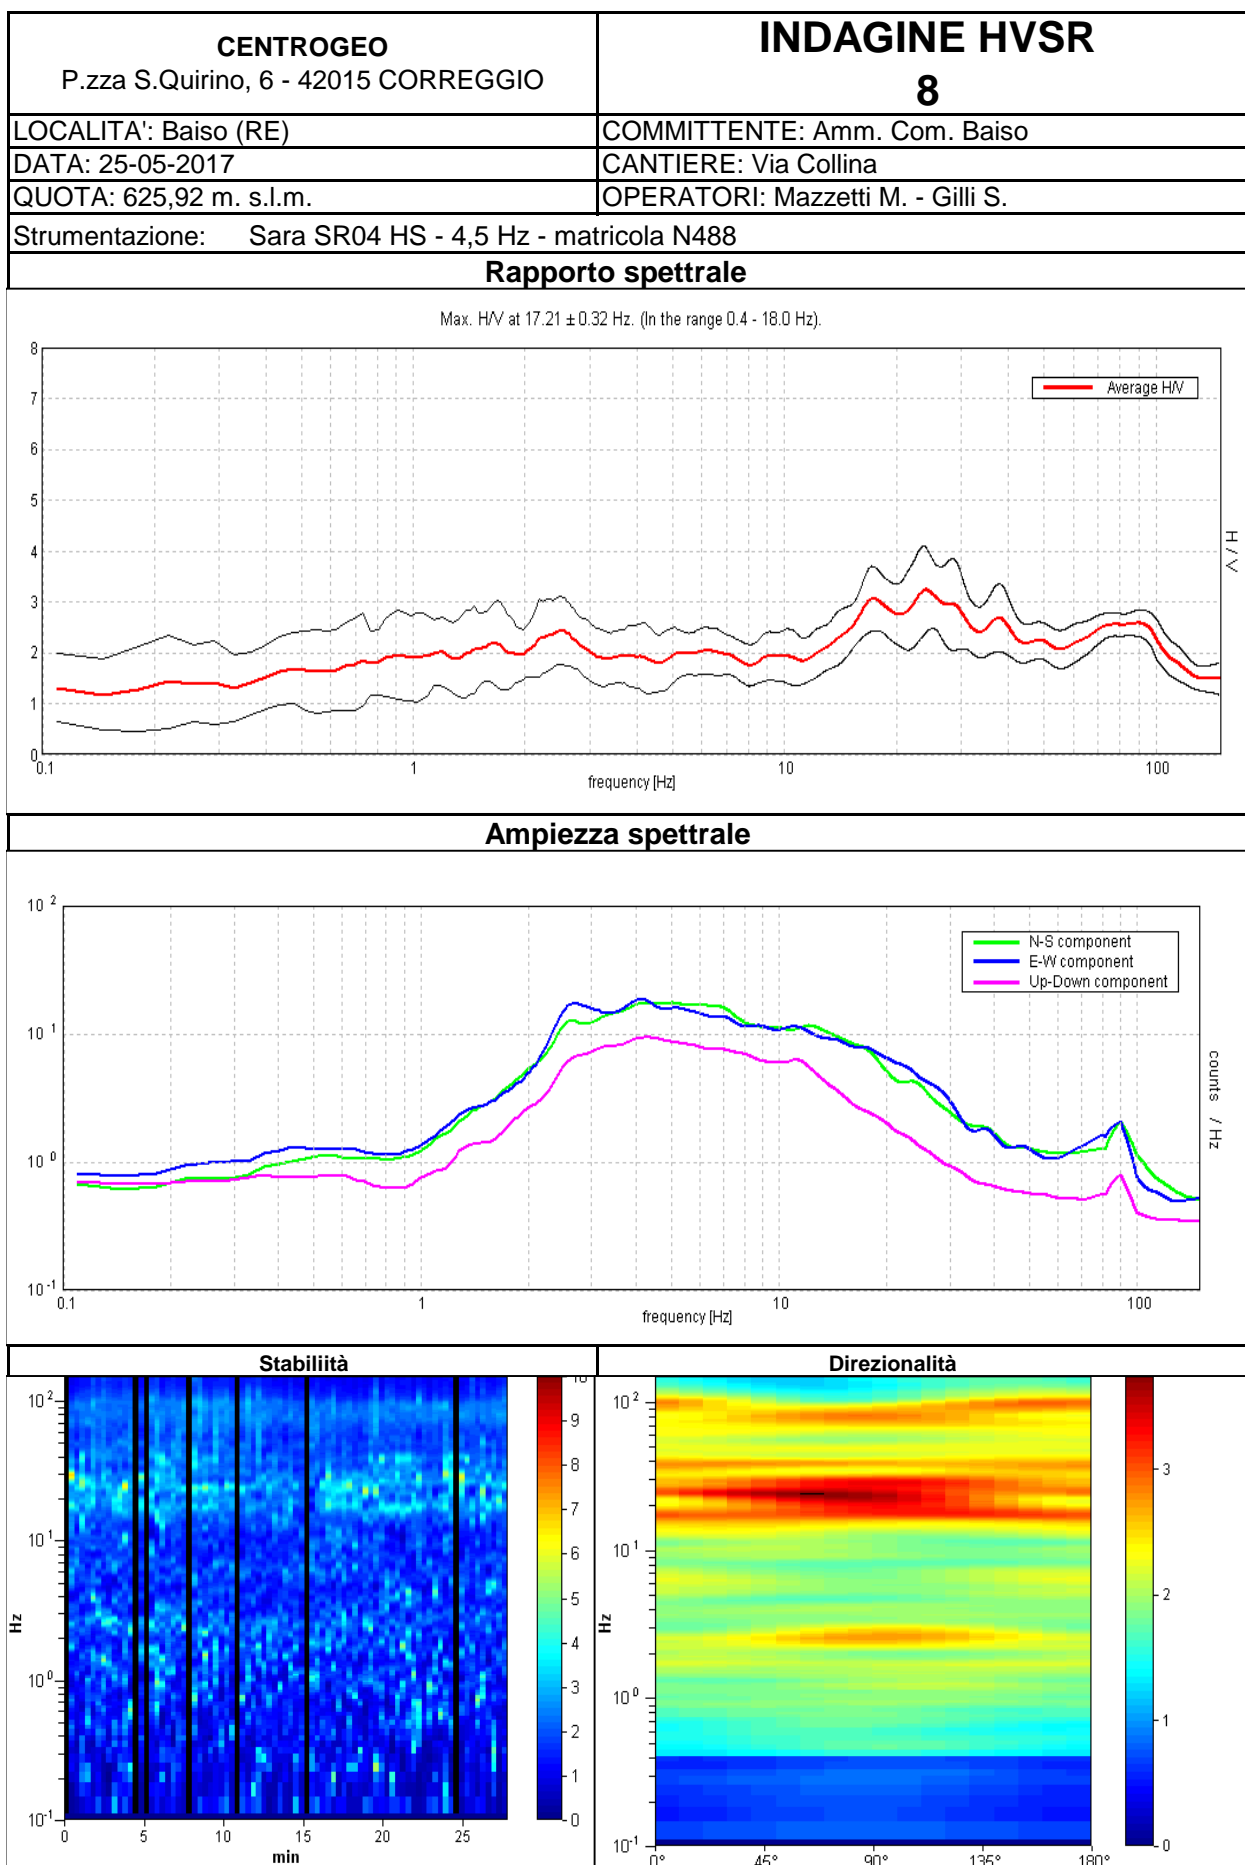 CENTROGEO
P.zza S.Quirino, 6 - 42015 CORREGGIO
INDAGINE HVSR
8
LOCALITA': Baiso (RE)
COMMITTENTE: Amm. Com. Baiso
DATA: 25-05-2017
CANTIERE: Via Collina
QUOTA: 625,92 m. s.l.m.
OPERATORI: Mazzetti M. - Gilli S.
Strumentazione: Sara SR04 HS - 4,5 Hz - matricola N488
Rapporto spettrale
Max. H/V at 17.21 ± 0.32 Hz. (In the range 0.4 - 18.0 Hz).
8
7
6
5
4
3
2
1
0
Average H/V
H / V
0.1 1 10 100
frequency [Hz]
Ampiezza spettrale
10 2
10 1
10 0
10 -1
N-S component
E-W component
Up-Down component
counts / Hz
0.1 1 10 100
frequency [Hz]
Stabiliità
Direzionalità
10 2
10 1
10 0
10 -1
Hz
0 5 10 15 20 25
min
10
9
8
7
6
5
4
3
2
1
0
10 2
10 1
10 0
10 -1
Hz
0° 45° 90° 135° 180°
3
2
1
0